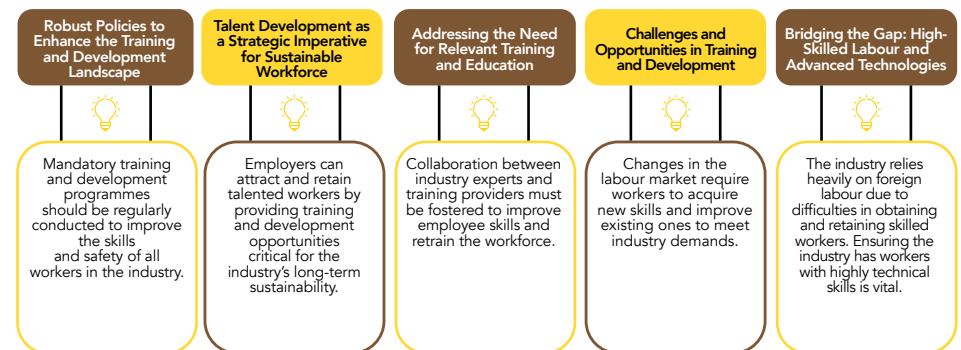 Robust Policies to
Enhance the Training
and Development
Landscape
Mandatory training
and development
programmes
should be regularly
conducted to improve
the skills
and safety of all
workers in the industry.
Talent Development as
a Strategic Imperative
for Sustainable
Workforce
Employers can
attract and retain
talented workers by
providing training
and development
opportunities
critical for the
industry's long-term
sustainability.
Addressing the Need
for Relevant Training
and Education
Collaboration between
industry experts and
training providers must
be fostered to improve
employee skills and
retrain the workforce.
Challenges and
Opportunities in Training
and Development
Changes in the
labour market require
workers to acquire
new skills and improve
existing ones to meet
industry demands.
Bridging the Gap: High-
Skilled Labour and
Advanced Technologies
The industry relies
heavily on foreign
labour due to
difficulties in obtaining
and retaining skilled
workers. Ensuring the
industry has workers
with highly technical
skills is vital.